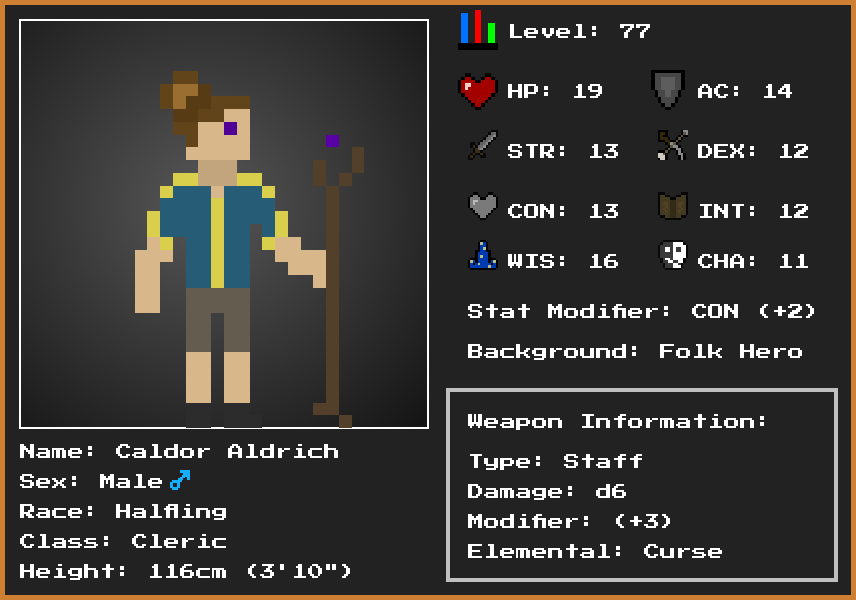 Level: 77
HP: 19
AC: 14
STR: 13
DEX: 12
CON: 13
INT: 12
WIS: 16
CHA: 11
Stat Modifier: CON (+2)
Background: Folk Hero
Weapon Information:
Type: Staff
Damage: d6
Modifier: (+3)
Elemental: Curse
Name: Caldor Aldrich
Sex: Male♂
Race: Halfling
Class: Cleric
Height: 116cm (3'10")